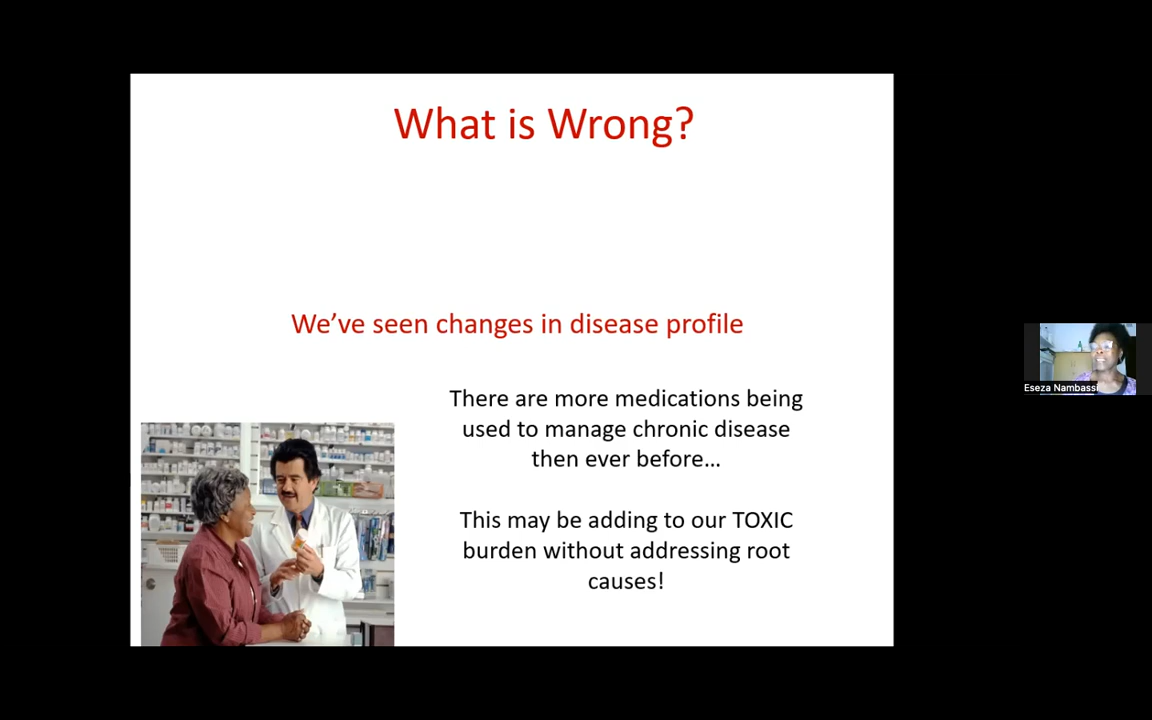 What is Wrong?
We've seen changes in disease profile
There are more medications being
used to manage chronic disease
then ever before...
This may be adding to our TOXIC
burden without addressing root
causes!
Eseza Nambassi